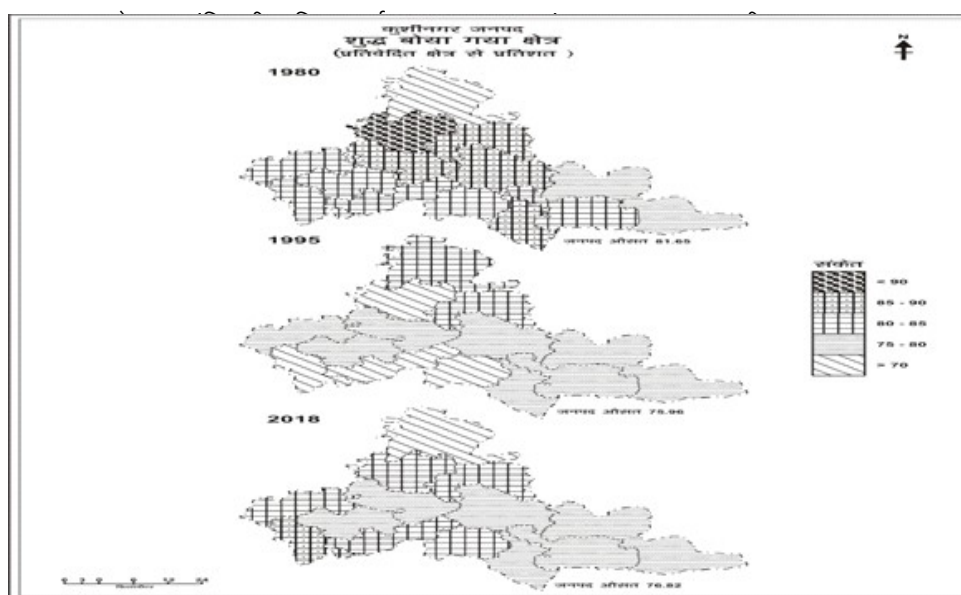 कुशीनगर जनपद
शुद्ध बोया गया क्षेत्र
(प्रतिवेदित क्षेत्र से प्रतिशत )
N
1980
जनपद औसत 81.65
1995
संकेत
< 90
85 - 90
80 - 85
75 - 80
> 70
जनपद औसत 75.96
2018
जनपद औसत 76.82
किलोमीटर